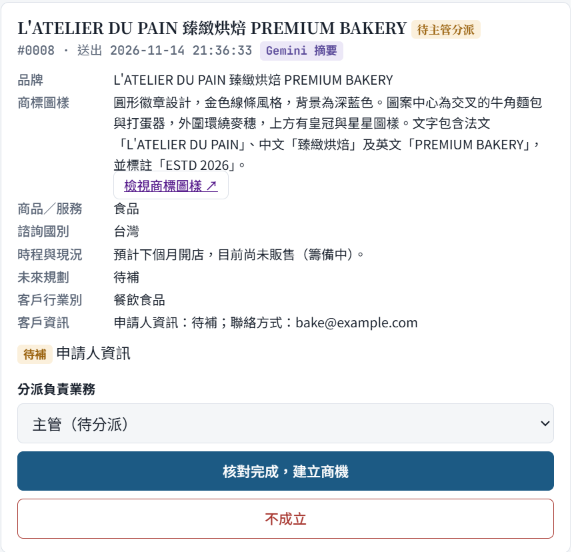 L'ATELIER DU PAIN 臻緻烘焙 PREMIUM BAKERY 待主管分派
#0008 · 送出 2026-11-14 21:36:33 Gemini 摘要
品牌 L'ATELIER DU PAIN 臻緻烘焙 PREMIUM BAKERY
商標圖樣 圓形徽章設計，金色線條風格，背景為深藍色。圖案中心為交叉的牛角麵包
與打蛋器，外圍環繞麥穗，上方有皇冠與星星圖樣。文字包含法文
「L'ATELIER DU PAIN」、中文「臻緻烘焙」及英文「PREMIUM BAKERY」，
並標註「ESTD 2026」。
檢視商標圖樣 ↗
商品／服務 食品
諮詢國別 台灣
時程與現況 預計下個月開店，目前尚未販售（籌備中）。
未來規劃 待補
客戶行業別 餐飲食品
客戶資訊 申請人資訊：待補；聯絡方式：bake@example.com
待補 申請人資訊
分派負責業務
主管（待分派）
核對完成，建立商機
不成立